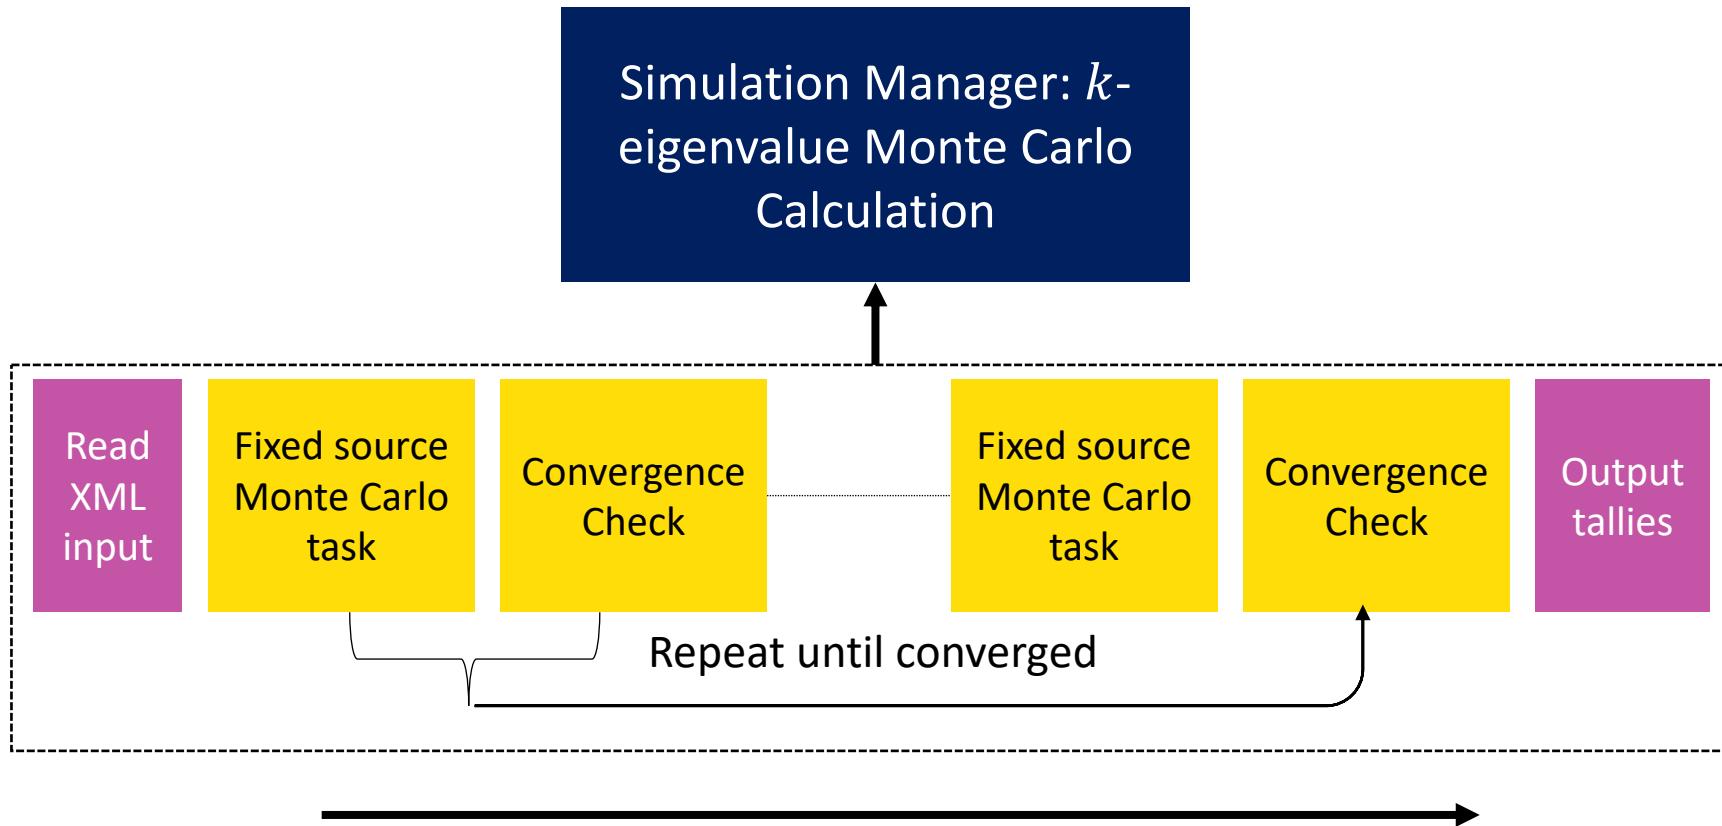 Simulation Manager: k-
eigenvalue Monte Carlo
Calculation
Read
XML
input
Fixed source
Monte Carlo
task
Convergence
Check
Fixed source
Monte Carlo
task
Convergence
Check
Output
tallies
Repeat until converged